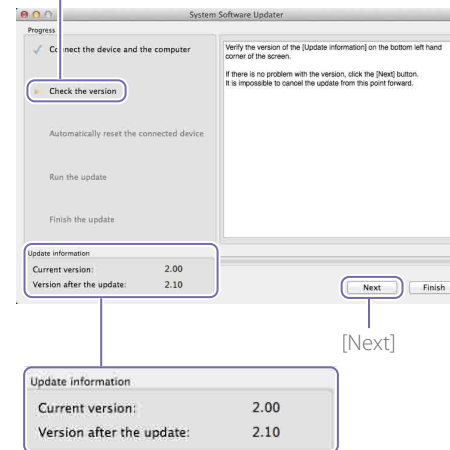 System Software Updater
Progress
Connect the device and the computer
Check the version
Automatically reset the connected device
Run the update
Finish the update
Verify the version of the [Update information] on the bottom left hand
corner of the screen.
If there is no problem with the version, click the [Next] button.
It is impossible to cancel the update from this point forward.
Update information
Current version: 2.00
Version after the update: 2.10
Next
Finish
[Next]
Update information
Current version: 2.00
Version after the update: 2.10